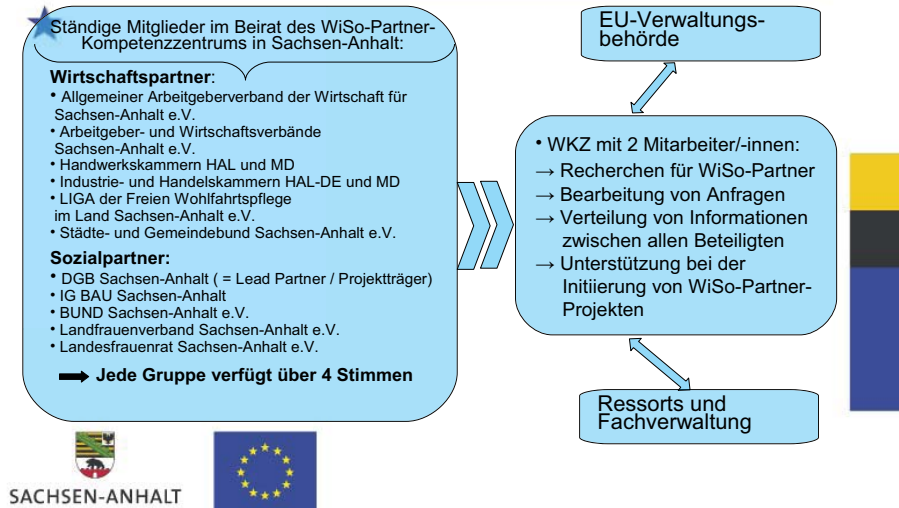 Ständige Mitglieder im Beirat des WiSo-Partner-
Kompetenzzentrums in Sachsen-Anhalt:
Wirtschaftspartner:
• Allgemeiner Arbeitgeberverband der Wirtschaft für
Sachsen-Anhalt e.V.
• Arbeitgeber- und Wirtschaftsverbände
Sachsen-Anhalt e.V.
• Handwerkskammern HAL und MD
• Industrie- und Handelskammern HAL-DE und MD
• LIGA der Freien Wohlfahrtspflege
im Land Sachsen-Anhalt e.V.
• Städte- und Gemeindebund Sachsen-Anhalt e.V.
Sozialpartner:
• DGB Sachsen-Anhalt ( = Lead Partner / Projektträger)
• IG BAU Sachsen-Anhalt
• BUND Sachsen-Anhalt e.V.
• Landfrauenverband Sachsen-Anhalt e.V.
• Landesfrauenrat Sachsen-Anhalt e.V.
➡ Jede Gruppe verfügt über 4 Stimmen
EU-Verwaltungs-
behörde
• WKZ mit 2 Mitarbeiter/-innen:
→ Recherchen für WiSo-Partner
→ Bearbeitung von Anfragen
→ Verteilung von Informationen
zwischen allen Beteiligten
→ Unterstützung bei der
Initiierung von WiSo-Partner-
Projekten
Ressorts und
Fachverwaltung
SACHSEN-ANHALT